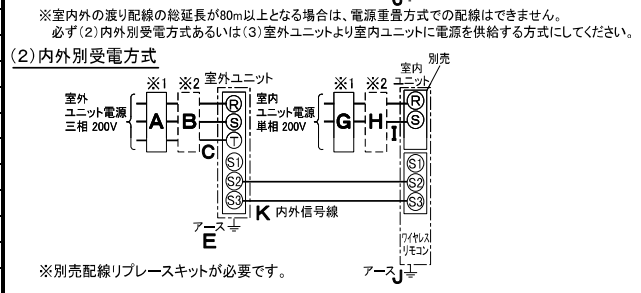 ※室内外の渡り配線の総延長が80m以上となる場合は、電源重畳方式での配線はできません。
必ず(2)内外別受電方式あるいは(3)室外ユニットより室内ユニットに電源を供給する方式にしてください。
(2)内外別受電方式
別売
※1 ※2 室外ユニット
※1 ※2 室内ユニット
室外
ユニット電源
三相 200V
A B C
R
S
T
S1
S2
S3
室内
ユニット電源
単相 200V
G H I
R
S
S1
S2
S3
K 内外信号線
アース
E
ワイヤレス
リモコン
アース J
※別売配線リプレースキットが必要です。